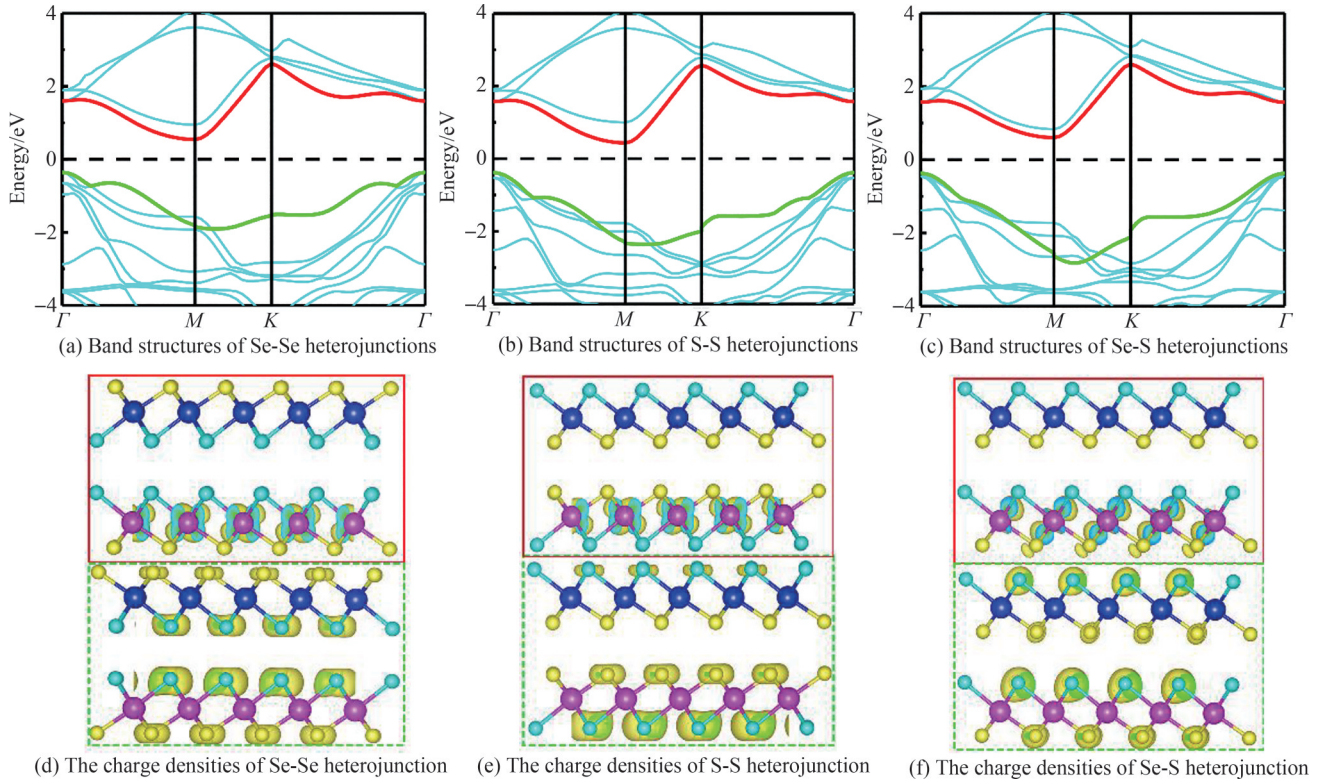 4
2
0
−2
−4
Energy/eV
Γ M K Γ
(a) Band structures of Se-Se heterojunctions
4
2
0
−2
−4
Energy/eV
Γ M K Γ
(b) Band structures of S-S heterojunctions
4
2
0
−2
−4
Energy/eV
Γ M K Γ
(c) Band structures of Se-S heterojunctions
(d) The charge densities of Se-Se heterojunction
(e) The charge densities of S-S heterojunction
(f) The charge densities of Se-S heterojunction